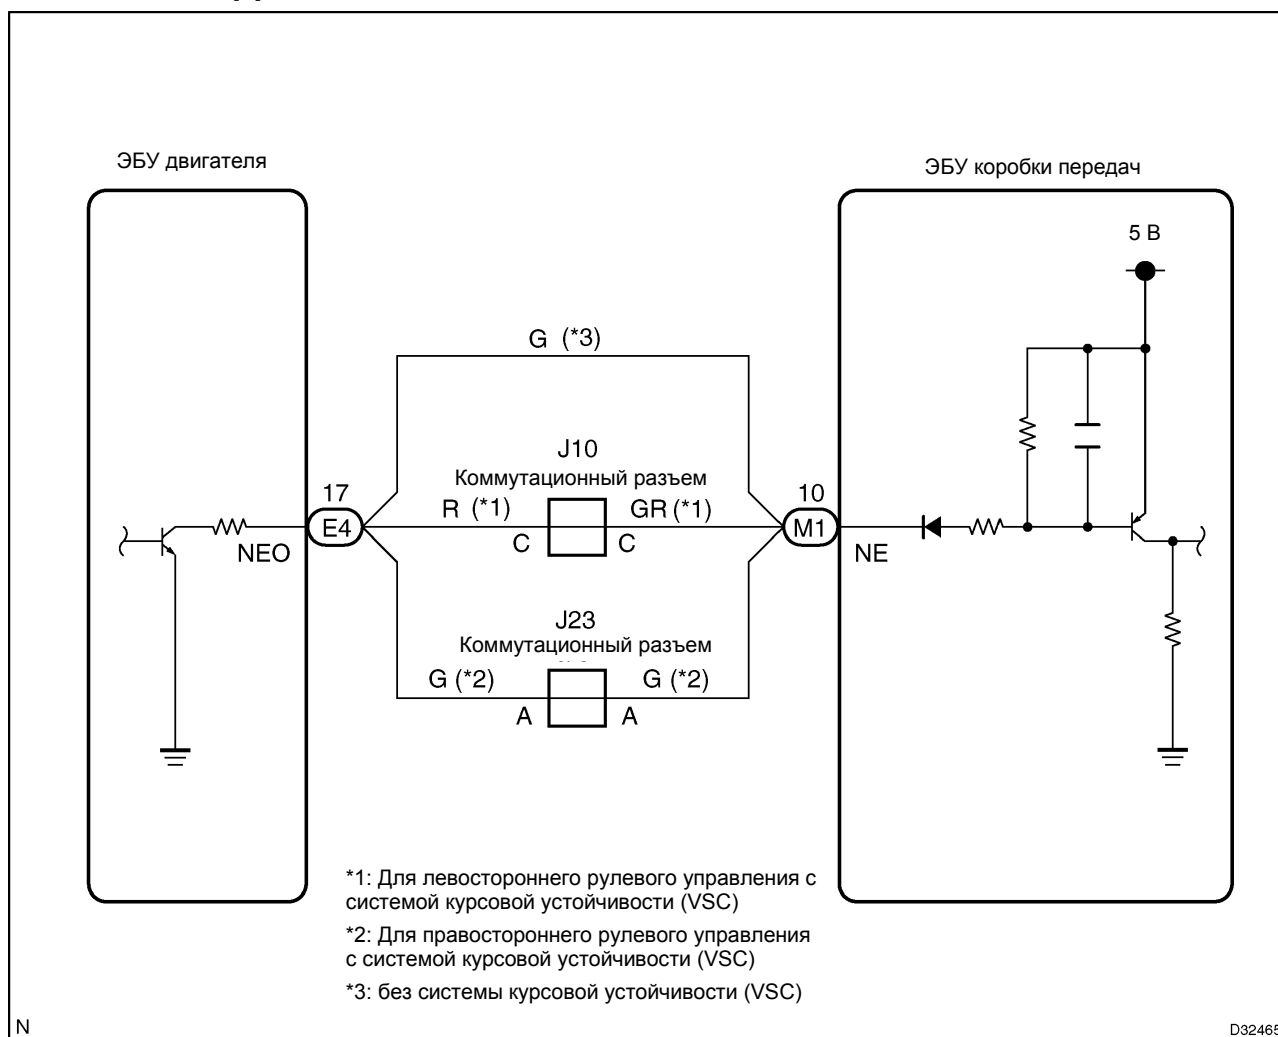 ЭБУ двигателя
ЭБУ коробки передач
5 В
G (*3)
J10
Коммутационный разъем
17
R (*1)
GR (*1)
10
E4
C
C
M1
NEO
NE
J23
Коммутационный разъем
G (*2)
G (*2)
A
A
*1: Для левостороннего рулевого управления с
системой курсовой устойчивости (VSC)
*2: Для правостороннего рулевого управления
с системой курсовой устойчивости (VSC)
*3: без системы курсовой устойчивости (VSC)
N
D32465